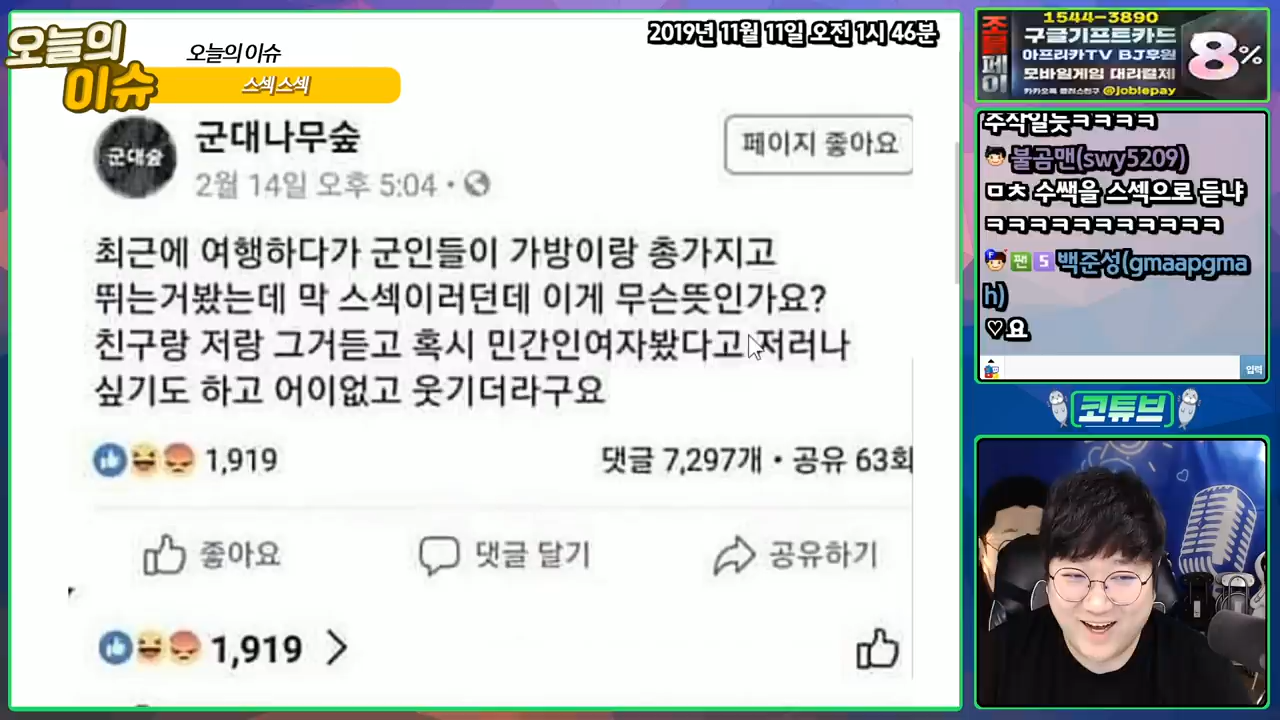 오늘의
이슈
오늘의 이슈
스섹 스섹
2019년 11월 11일 오전 1시 46분
군대숲
군대나무숲
2월 14일 오후 5:04
페이지 좋아요
최근에 여행하다가 군인들이 가방이랑 총가지고
뛰는거봤는데 막 스섹이러던데 이게 무슨뜻인가요?
친구랑 저랑 그거듣고 혹시 민간인여자봤다고 저러나
싶기도 하고 어이없고 웃기더라구요
1,919
댓글 7,297개 • 공유 63회
좋아요
댓글 달기
공유하기
1,919
1544-3890
구글기프트카드
아프리카TV BJ후원
모바일게임 대리결제
@joblepay
8%
주작일듯ㅋㅋㅋㅋ
불곰맨(swy5209)
ㅁㅊ 수쌕을 스섹으로 듣냐
ㅋㅋㅋㅋㅋㅋㅋㅋㅋㅋㅋ
F 팬 5 백준성(gmaapgma
h)
♡요
입력
코튜브